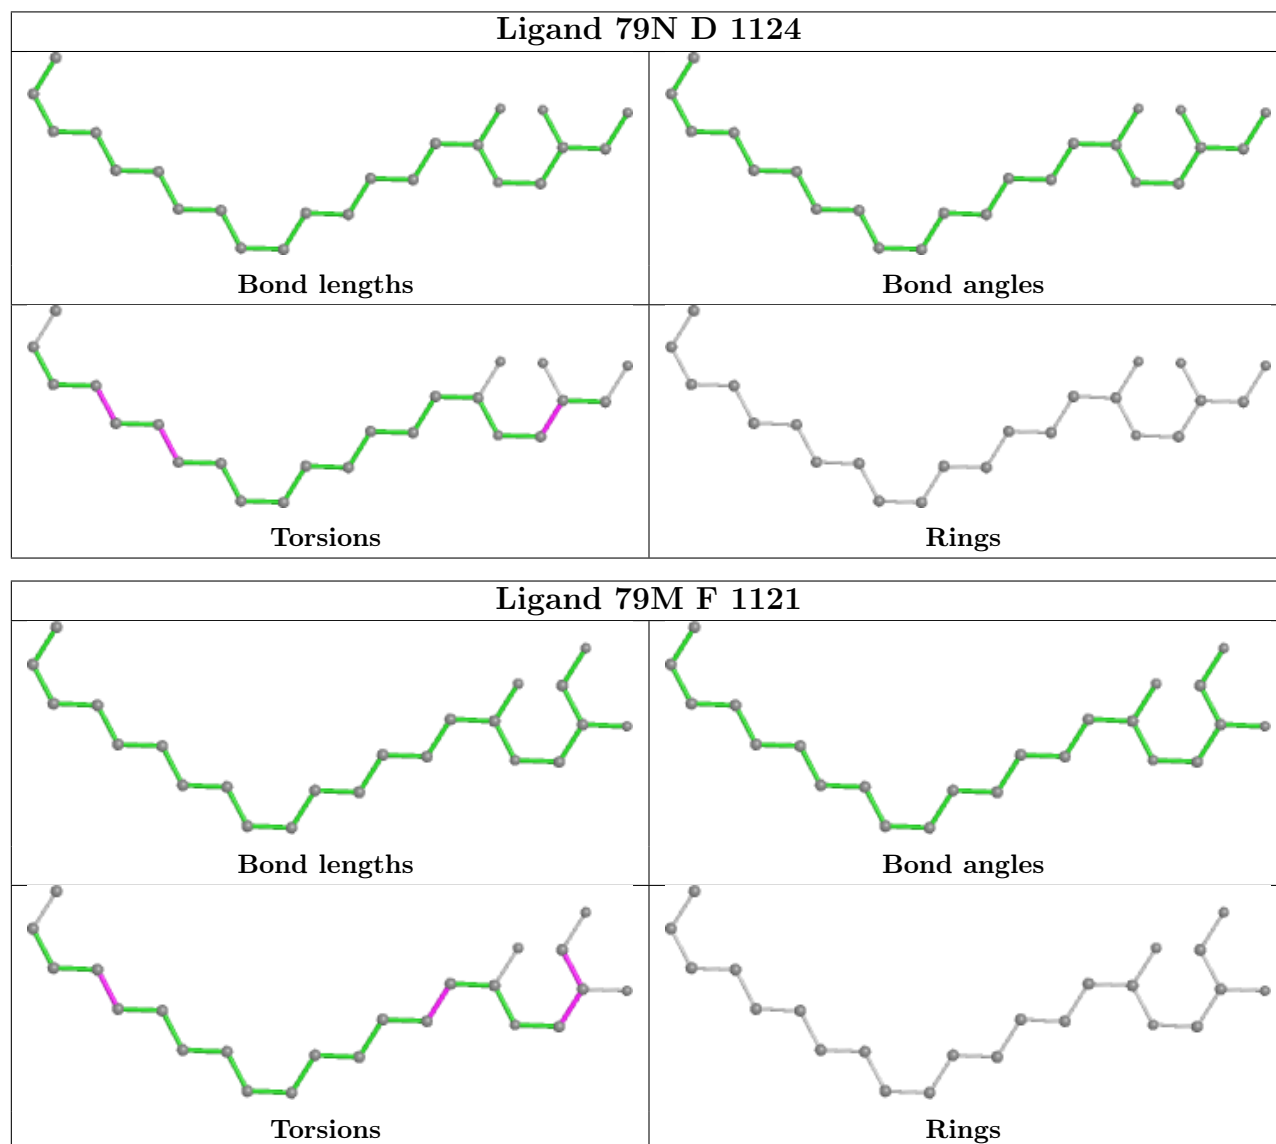 Ligand 79N D 1124
Bond lengths
Bond angles
Torsions
Rings
Ligand 79M F 1121
Bond lengths
Bond angles
Torsions
Rings